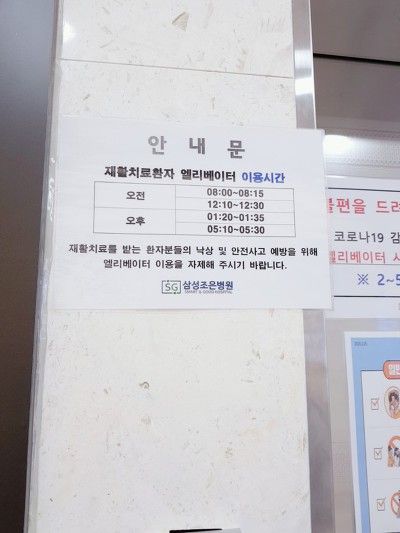 안 내 문
재활치료환자 엘리베이터 이용시간
오전 08:00~08:15
12:10~12:30
오후 01:20~01:35
05:10~05:30
재활치료를 받는 환자분들의 낙상 및 안전사고 예방을 위해
엘리베이터 이용을 자제해 주시기 바랍니다.
SG 삼성조은병원
SMART & GOOD HOSPITAL
불편을 드려
코로나19 감
엘리베이터 사
※ 2~5